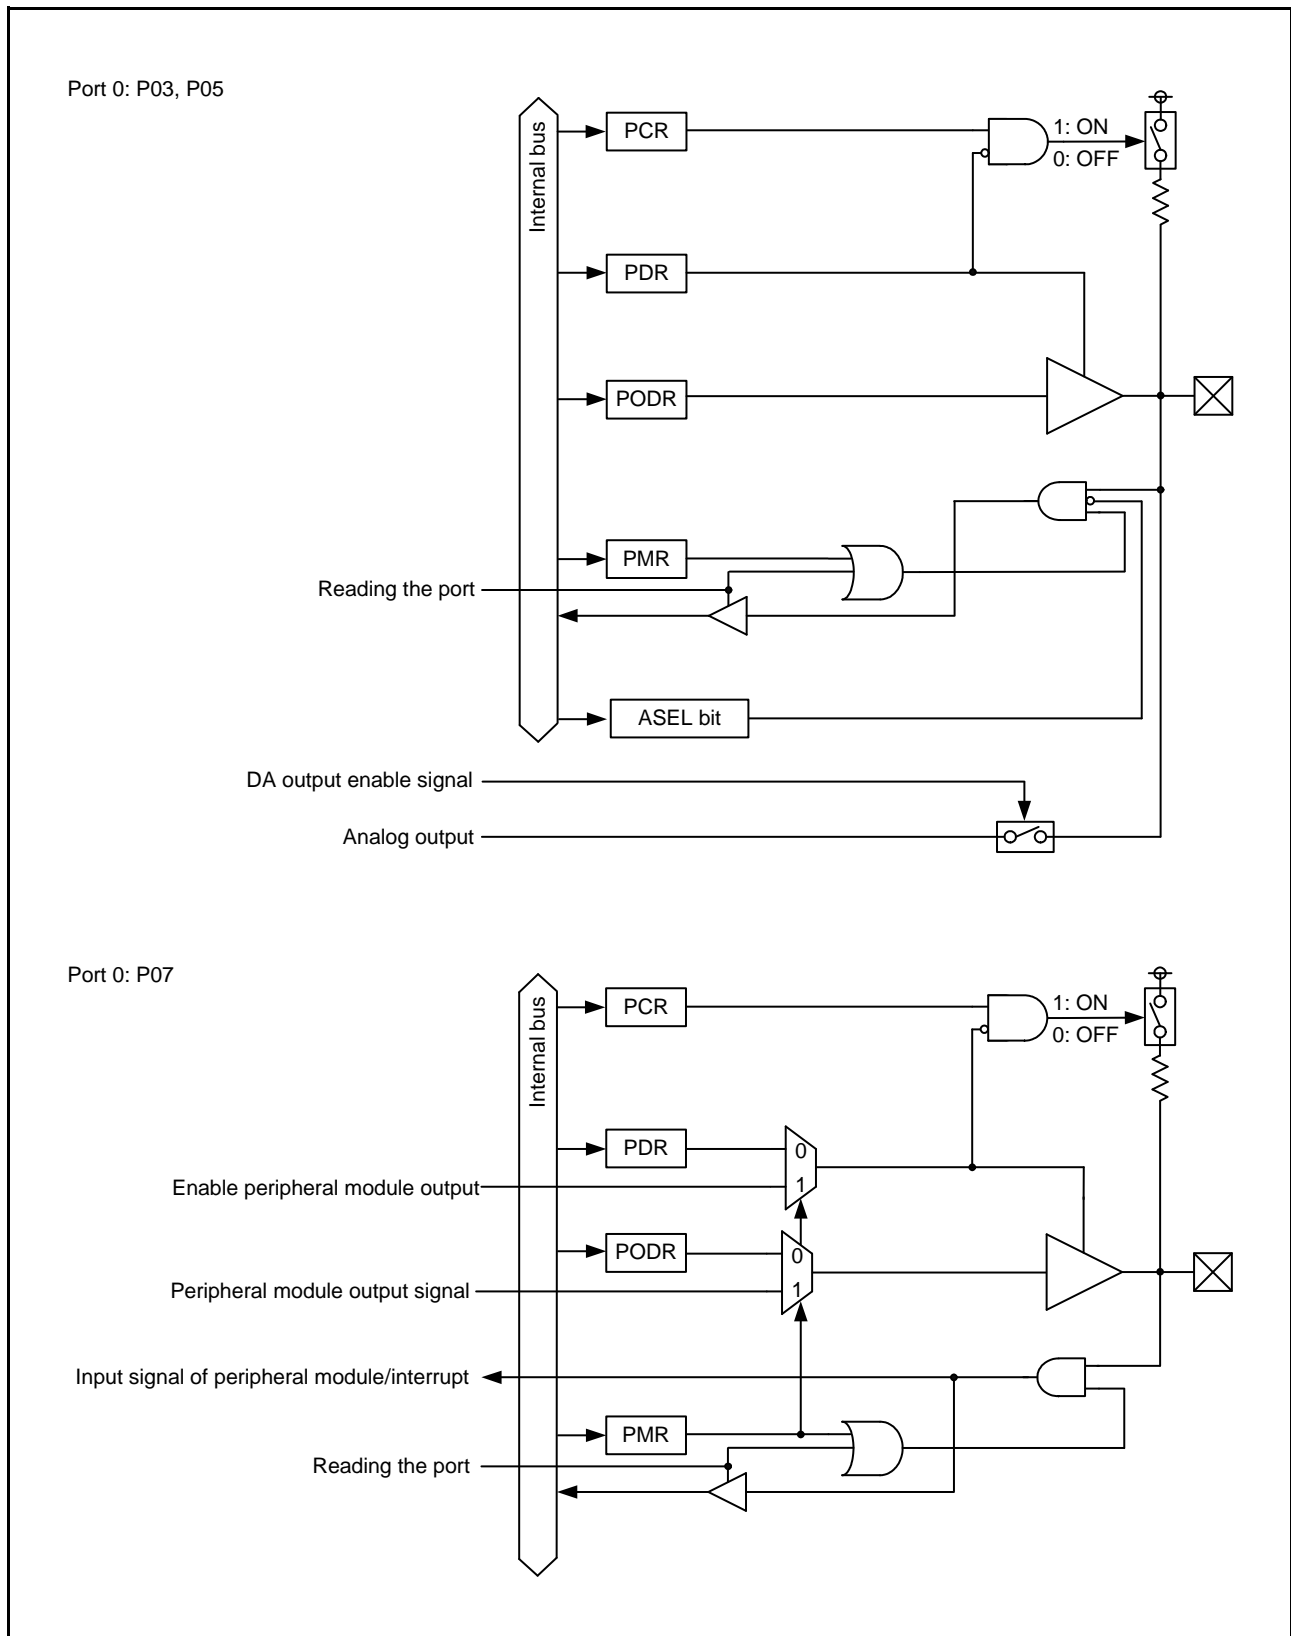 Port 0: P03, P05
Internal bus
PCR
1: ON
0: OFF
PDR
PODR
PMR
Reading the port
ASEL bit
DA output enable signal
Analog output
Port 0: P07
Internal bus
PCR
1: ON
0: OFF
PDR
0
1
Enable peripheral module output
PODR
0
1
Peripheral module output signal
Input signal of peripheral module/interrupt
PMR
Reading the port